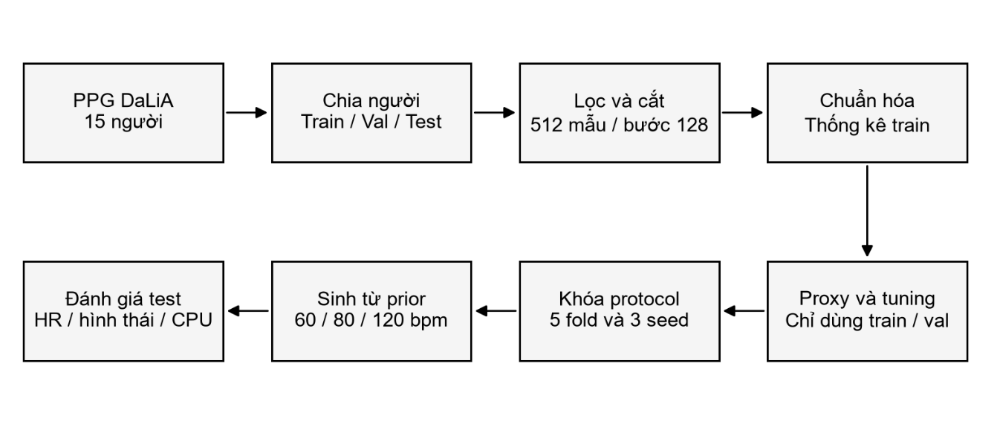 PPG DaLiA
15 người
Chia người
Train / Val / Test
Lọc và cắt
512 mẫu / bước 128
Chuẩn hóa
Thống kê train
Đánh giá test
HR / hình thái / CPU
Sinh từ prior
60 / 80 / 120 bpm
Khóa protocol
5 fold và 3 seed
Proxy và tuning
Chỉ dùng train / val